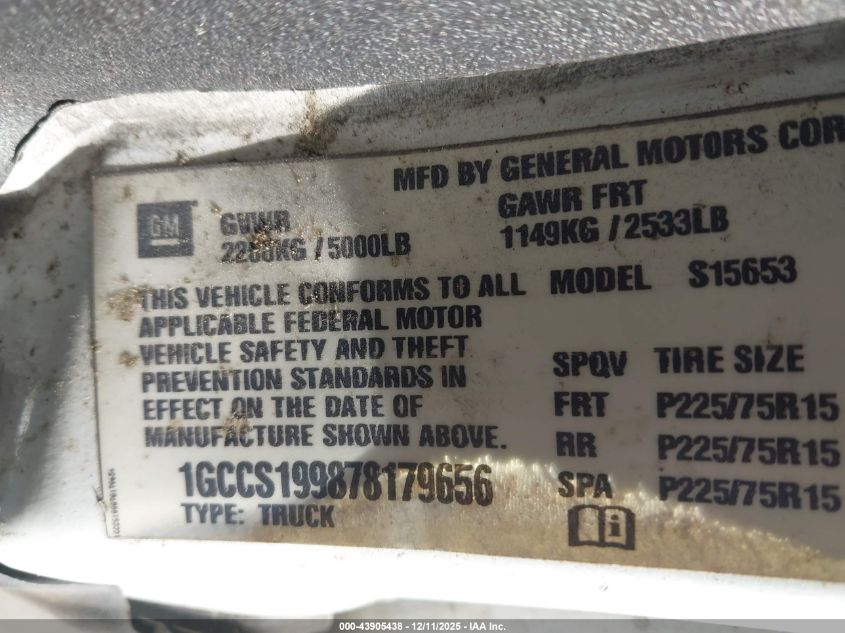 MFD BY GENERAL MOTORS COR
GM
GVWR
GAWR FRT
2268KG / 5000LB
1149KG / 2533LB
THIS VEHICLE CONFORMS TO ALL
APPLICABLE FEDERAL MOTOR
VEHICLE SAFETY AND THEFT
PREVENTION STANDARDS IN
EFFECT ON THE DATE OF
MANUFACTURE SHOWN ABOVE.
MODEL S15653
SPQV TIRE SIZE
FRT P225/75R15
RR P225/75R15
SPA P225/75R15
1GCCS199878179656
TYPE: TRUCK
i
000-43905438 - 12/11/2025 - IAA Inc.